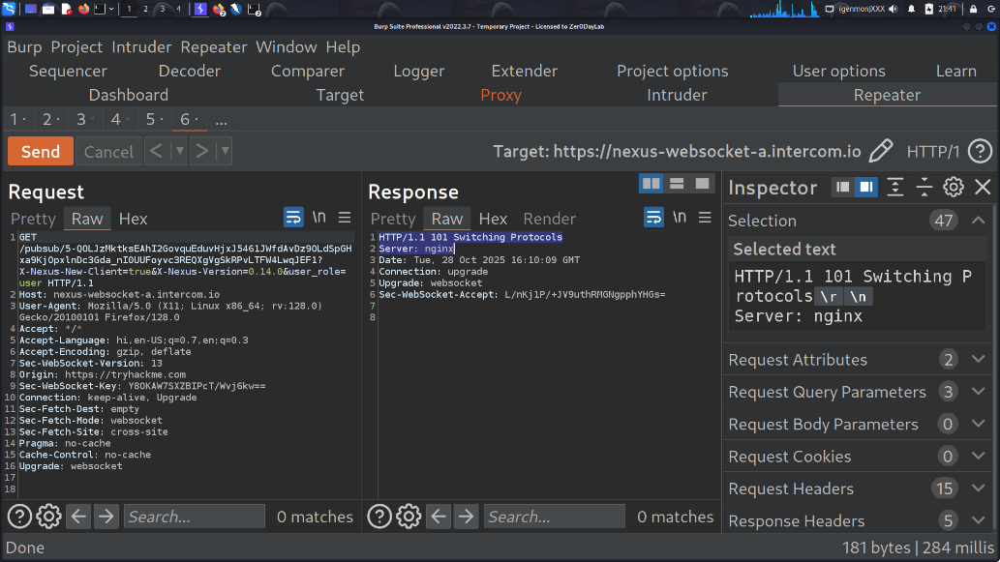 1 2 3 4
(genmon)XXX 21:41
Burp Suite Professional v2022.3.7 - Temporary Project - Licensed to Zer0DayLab
Burp Project Intruder Repeater Window Help
Sequencer Decoder Comparer Logger Extender Project options User options Learn
Dashboard Target Proxy Intruder Repeater
1 · 2 · 3 · 4 · 5 · 6 · ...
Send Cancel < > Target: https://nexus-websocket-a.intercom.io HTTP/1
Request
Pretty Raw Hex \n
1 GET
/pubsub/5-QOLJzMktksEAhI2GovquEduvHjxJ5461JWfdAvDz9OLdSpGH
xa9KjOpxlnDc3Gda_nI0UUFoyvc3REQXgVgSkRPvLTFW4LwqJEF1?
X-Nexus-New-Client=true&X-Nexus-Version=0.14.0&user_role=
user HTTP/1.1
2 Host: nexus-websocket-a.intercom.io
3 User-Agent: Mozilla/5.0 (X11; Linux x86_64; rv:128.0)
Gecko/20100101 Firefox/128.0
4 Accept: */*
5 Accept-Language: hi,en-US;q=0.7,en;q=0.3
6 Accept-Encoding: gzip, deflate
7 Sec-WebSocket-Version: 13
8 Origin: https://tryhackme.com
9 Sec-WebSocket-Key: Y8OKAW7SXZBIPcT/Wvj6kw==
10 Connection: keep-alive, Upgrade
11 Sec-Fetch-Dest: empty
12 Sec-Fetch-Mode: websocket
13 Sec-Fetch-Site: cross-site
14 Pragma: no-cache
15 Cache-Control: no-cache
16 Upgrade: websocket
17
18
Search... 0 matches
Response
Pretty Raw Hex Render \n
1 HTTP/1.1 101 Switching Protocols
2 Server: nginx
3 Date: Tue, 28 Oct 2025 16:10:09 GMT
4 Connection: upgrade
5 Upgrade: websocket
6 Sec-WebSocket-Accept: L/nKj1P/+JV9uthRMGNgpphYHGs=
7
8
Search... 0 matches
Inspector
Selection 47
Selected text
HTTP/1.1 101 Switching P
rotocols \r \n
Server: nginx
Request Attributes 2
Request Query Parameters 3
Request Body Parameters 0
Request Cookies 0
Request Headers 15
Response Headers 5
Done 181 bytes | 284 millis